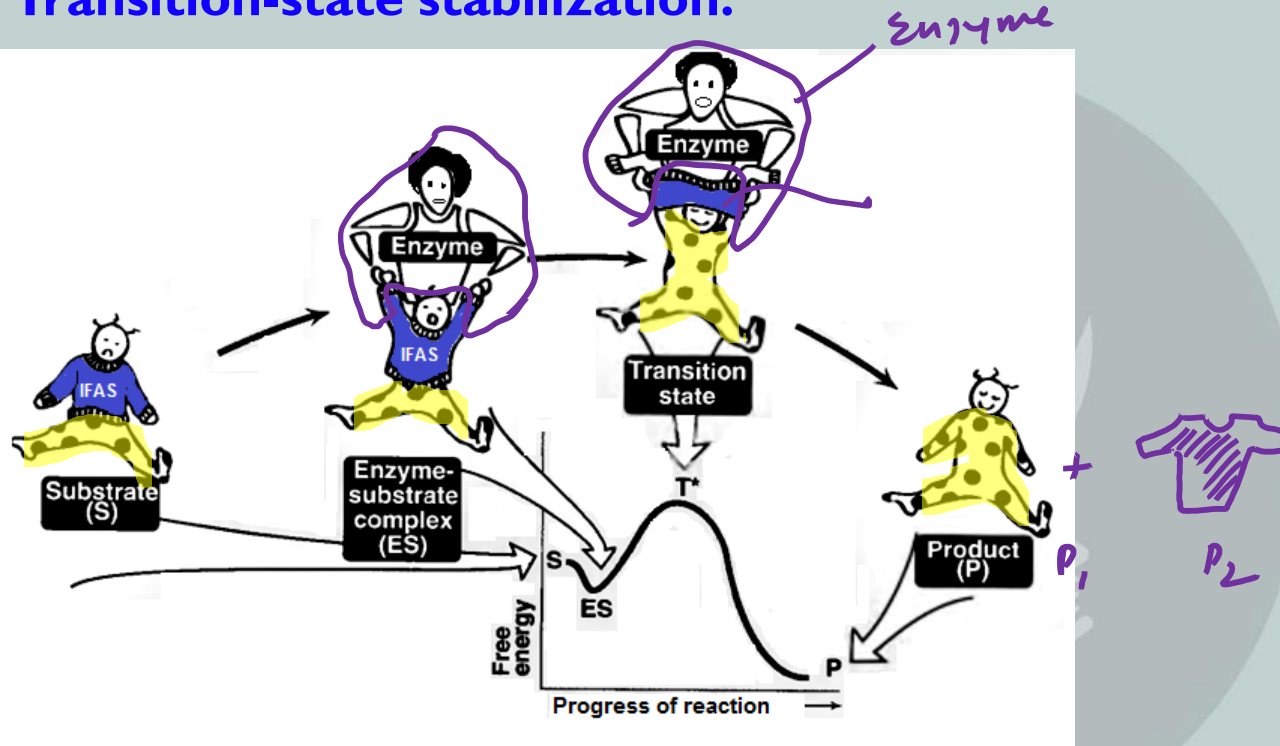 Transition-state stabilization:
Enzyme
Enzyme
Enzyme
IFAS
IFAS
Transition
state
Substrate
(S)
Enzyme-
substrate
complex
(ES)
T*
S
ES
Product
(P)
+
P1
P2
Free
energy
P
Progress of reaction